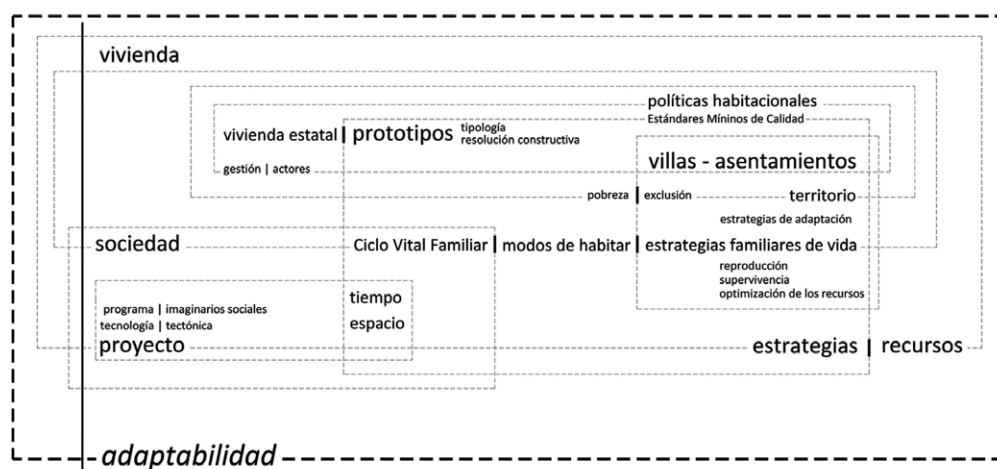 vivienda
políticas habitacionales
Estándares Míninos de Calidad
vivienda estatal | prototipos
tipología
resolución constructiva
villas - asentamientos
gestión | actores
pobreza | exclusión
territorio
estrategias de adaptación
sociedad
Ciclo Vital Familiar | modos de habitar | estrategias familiares de vida
reproducción
supervivencia
optimización de los recursos
tiempo
programa | imaginarios sociales
tecnología | tectónica
espacio
proyecto
estrategias | recursos
adaptabilidad